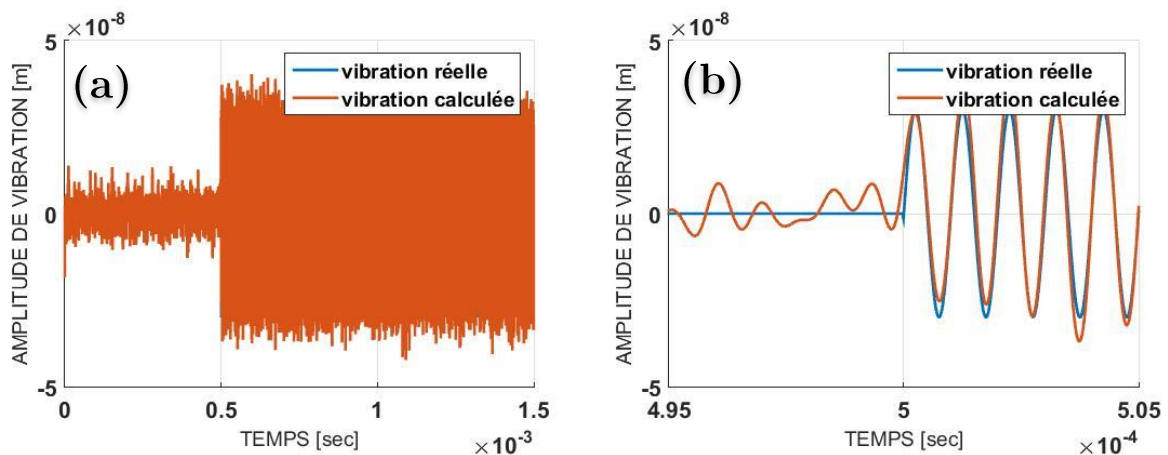 (a)
×10⁻⁸
AMPLITUDE DE VIBRATION [m]
5
0
-5
vibration réelle
vibration calculée
0
0.5
1
1.5
TEMPS [sec]
×10⁻³
(b)
×10⁻⁸
AMPLITUDE DE VIBRATION [m]
5
0
-5
vibration réelle
vibration calculée
4.95
5
5.05
TEMPS [sec]
×10⁻⁴